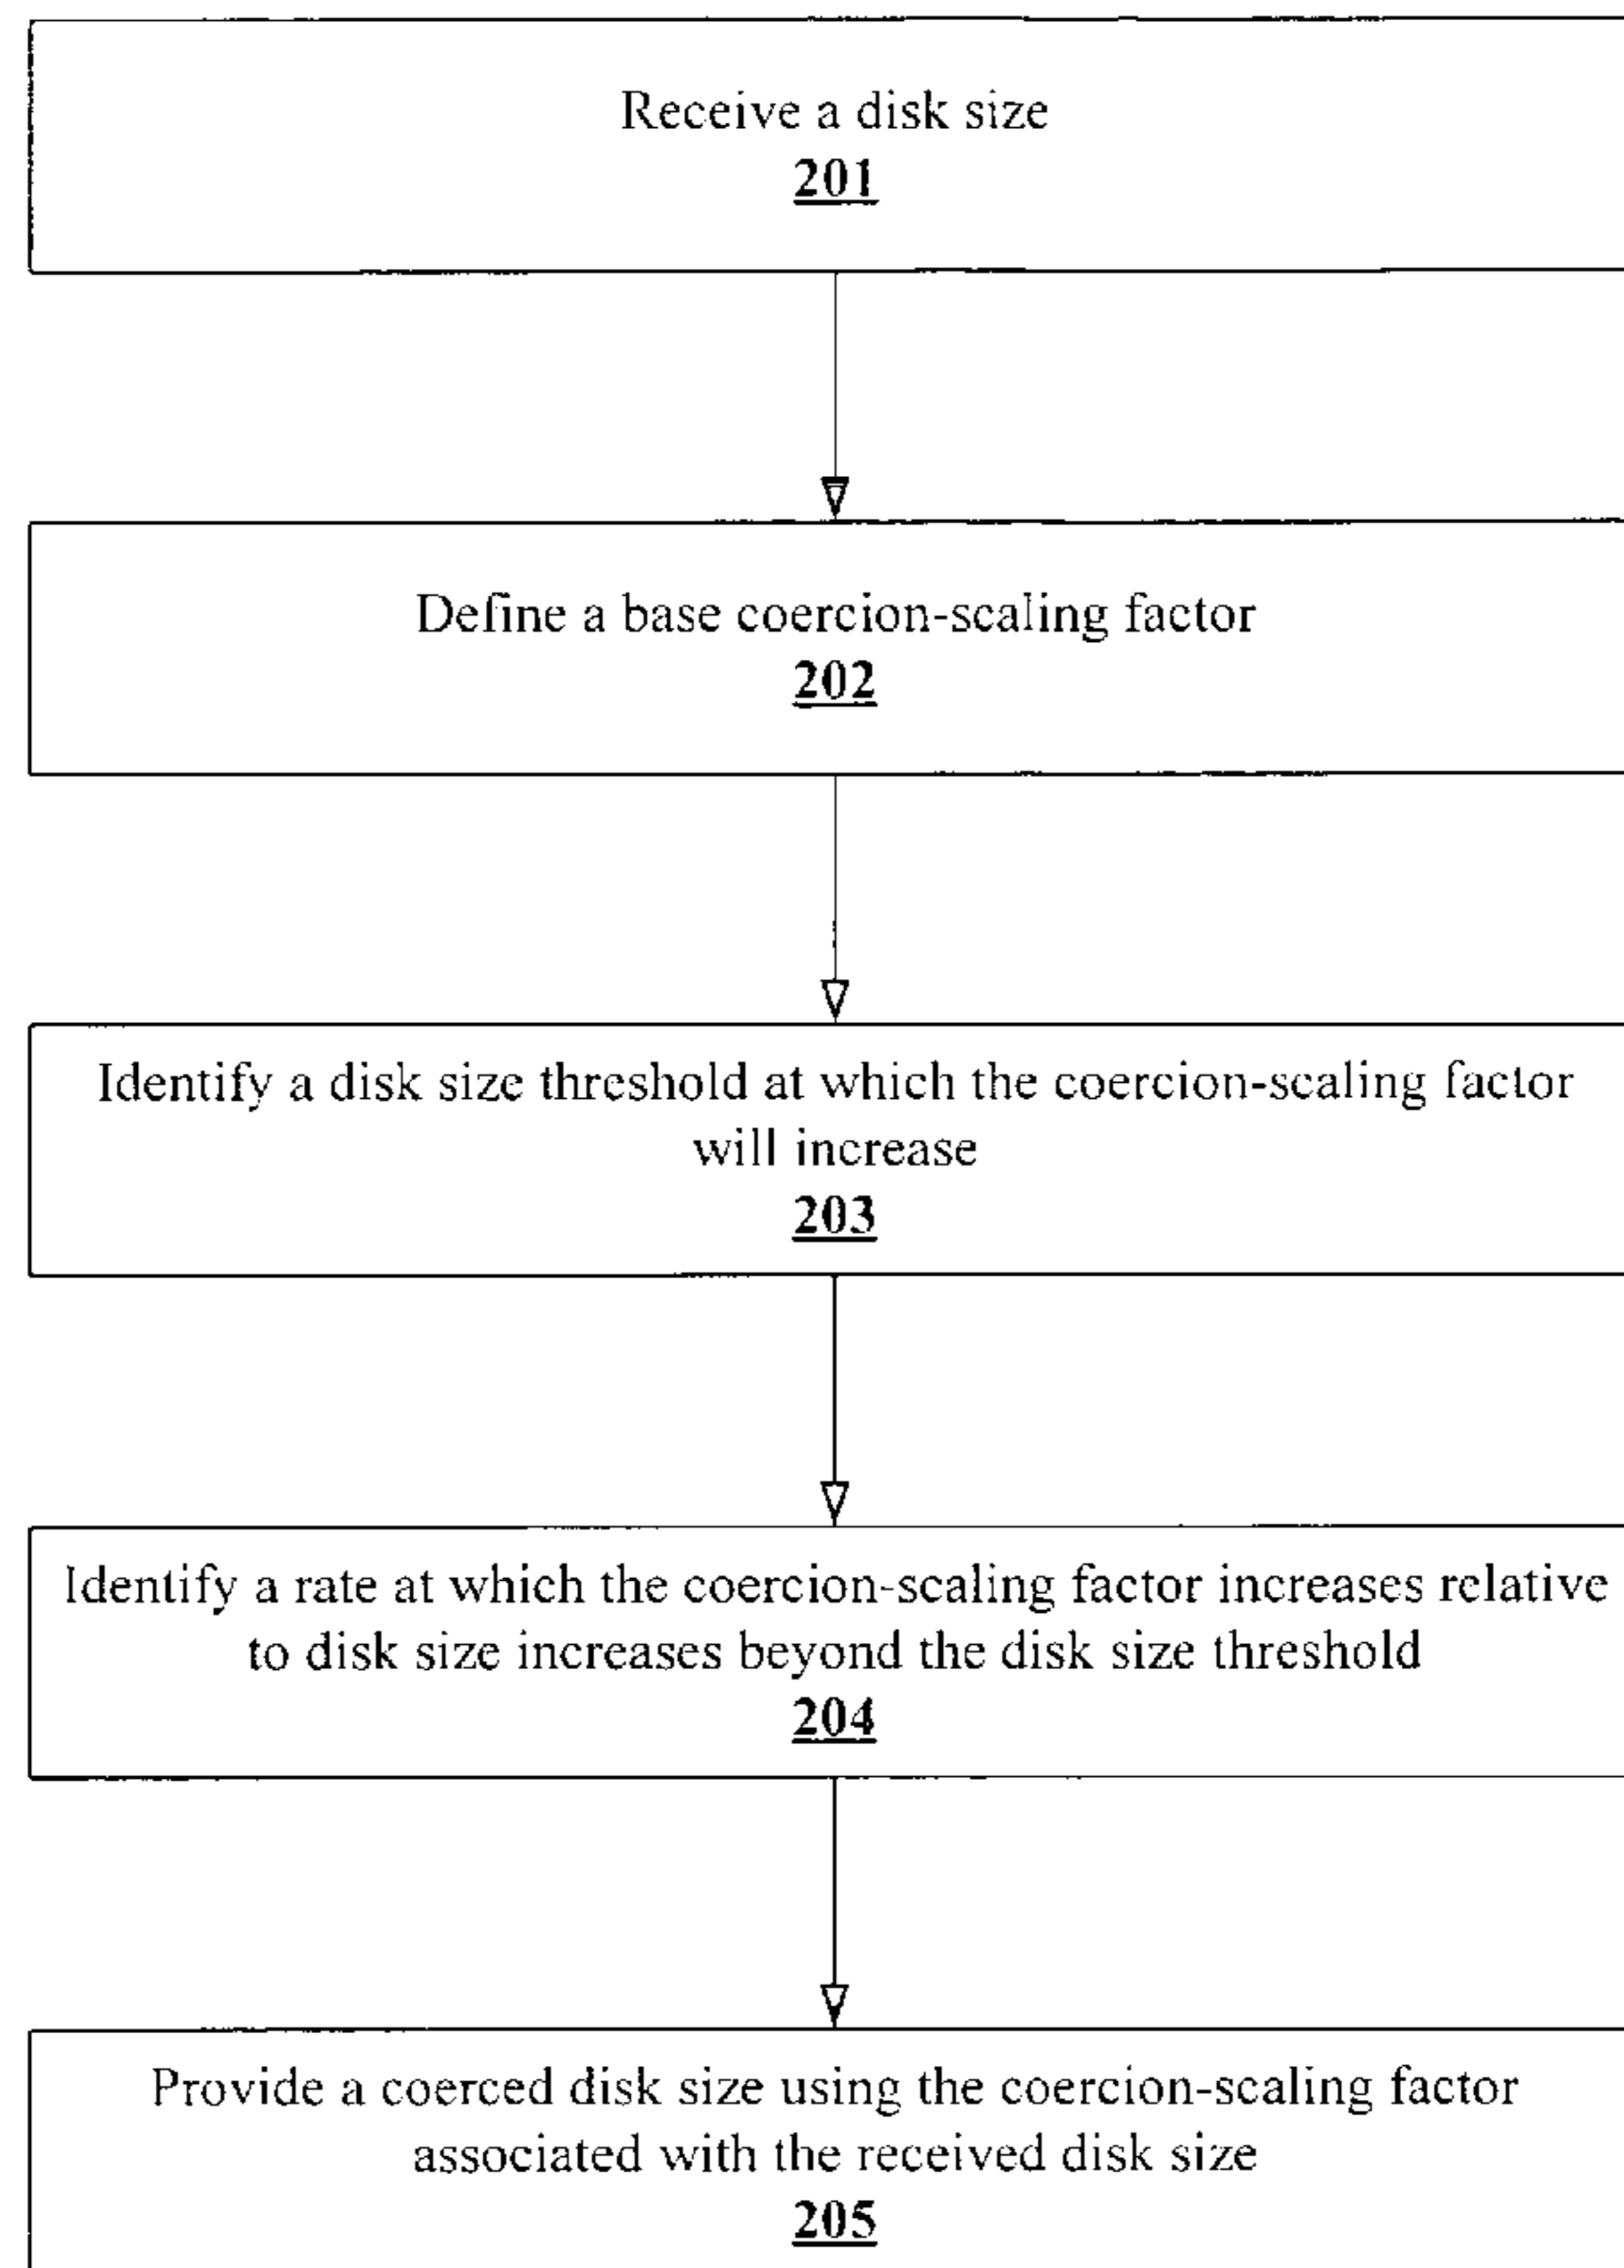 Receive a disk size
201
Define a base coercion-scaling factor
202
Identify a disk size threshold at which the coercion-scaling factor
will increase
203
Identify a rate at which the coercion-scaling factor increases relative
to disk size increases beyond the disk size threshold
204
Provide a coerced disk size using the coercion-scaling factor
associated with the received disk size
205